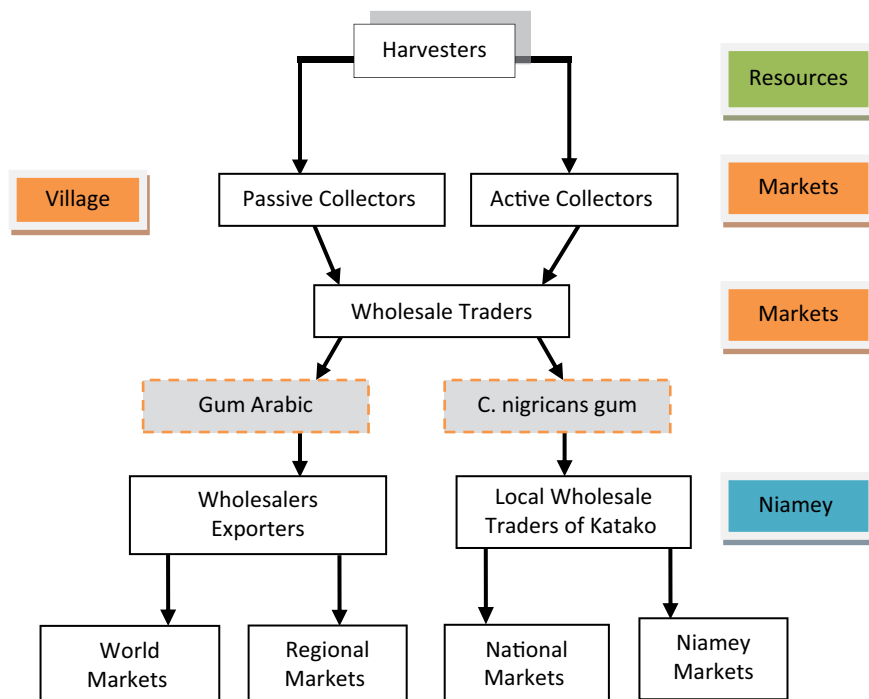 Harvesters
Resources
Village
Passive Collectors
Active Collectors
Markets
Wholesale Traders
Markets
Gum Arabic
C. nigricans gum
Wholesalers
Exporters
Local Wholesale
Traders of Katako
Niamey
World
Markets
Regional
Markets
National
Markets
Niamey
Markets